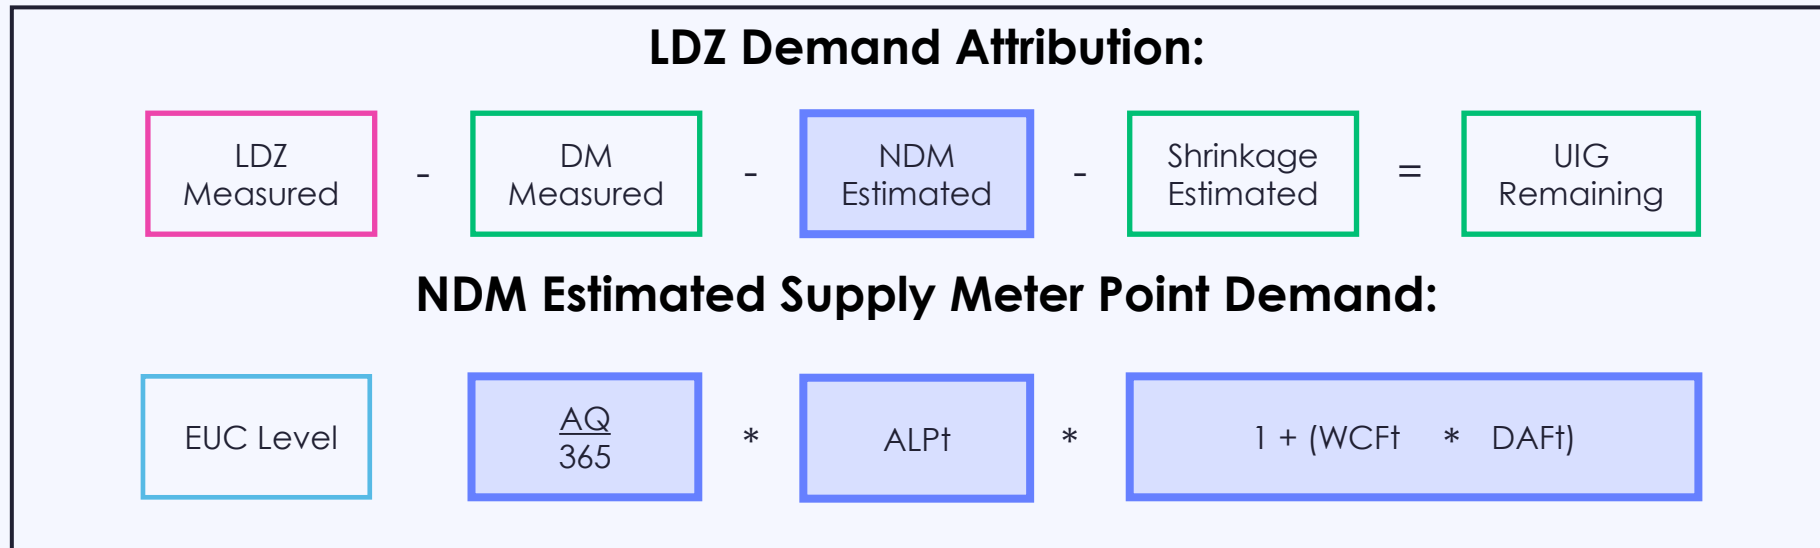 LDZ Demand Attribution:
LDZ
Measured
-
DM
Measured
-
NDM
Estimated
-
Shrinkage
Estimated
=
UIG
Remaining
NDM Estimated Supply Meter Point Demand:
EUC Level
AQ
365
*
ALPt
*
1 + (WCFt * DAFt)